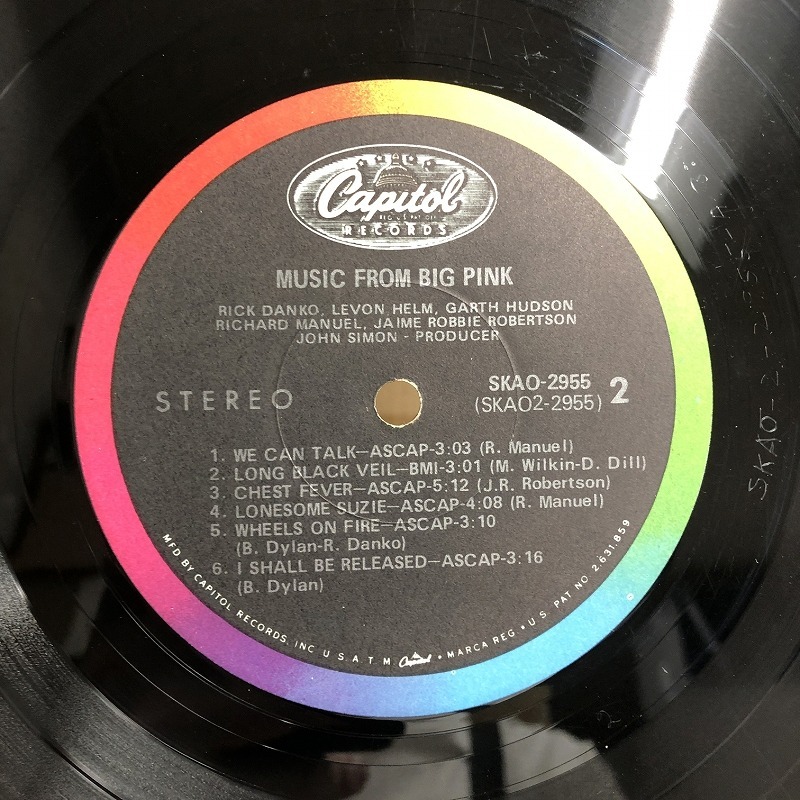 Capitol
REG. U.S. PAT. OFF.
RECORDS
MUSIC FROM BIG PINK
RICK DANKO, LEVON HELM, GARTH HUDSON
RICHARD MANUEL, JAIME ROBBIE ROBERTSON
JOHN SIMON - PRODUCER
STEREO
SKAO-2955
(SKAO2-2955) 2
1. WE CAN TALK—ASCAP-3:03 (R. Manuel)
2. LONG BLACK VEIL—BMI-3:01 (M. Wilkin-D. Dill)
3. CHEST FEVER—ASCAP-5:12 (J.R. Robertson)
4. LONESOME SUZIE—ASCAP-4:08 (R. Manuel)
5. WHEELS ON FIRE—ASCAP-3:10
(B. Dylan-R. Danko)
6. I SHALL BE RELEASED—ASCAP-3:16
(B. Dylan)
MFD BY CAPITOL RECORDS, INC U.S.A. T.M. Capitol • MARCA REG • U.S. PAT NO 2,631,859
SKAO-2-2955
2